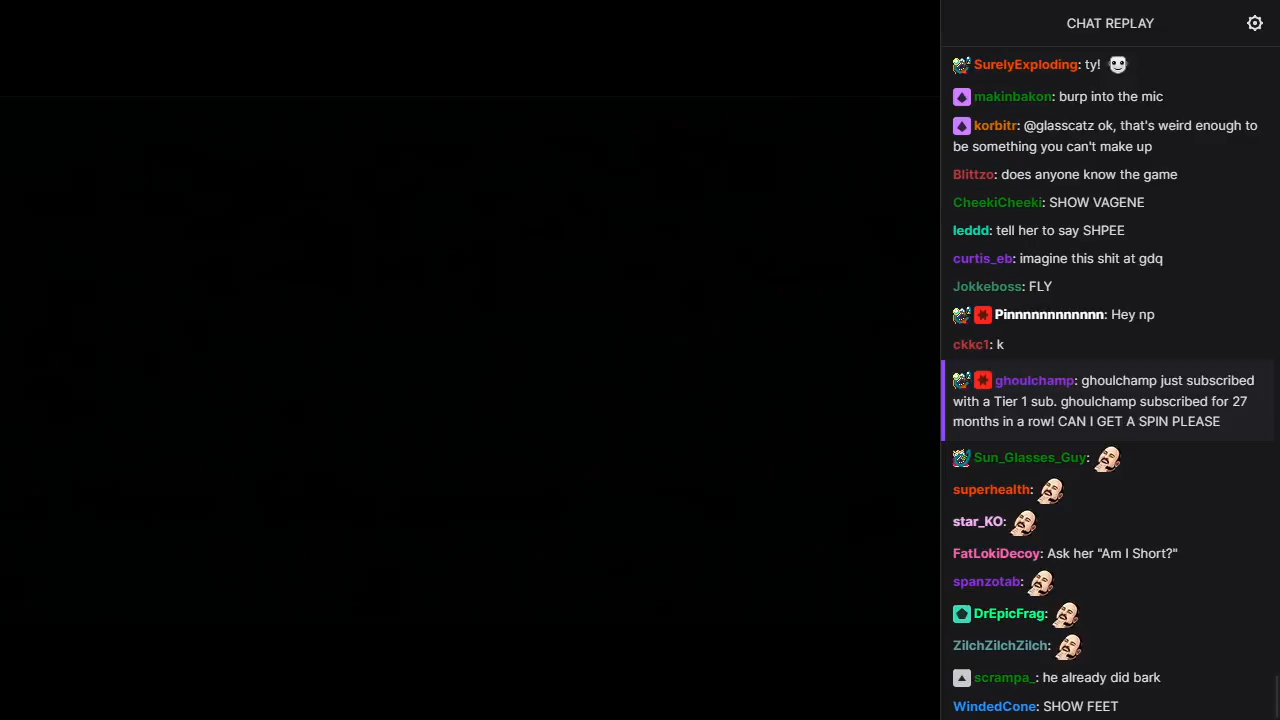 CHAT REPLAY
SurelyExploding: ty!
makinbakon: burp into the mic
korbitr: @glasscatz ok, that's weird enough to
be something you can't make up
Blittzo: does anyone know the game
CheekiCheeki: SHOW VAGENE
leddd: tell her to say SHPEE
curtis_eb: imagine this shit at gdq
Jokkeboss: FLY
Pinnnnnnnnnnnn: Hey np
ckkc1: k
ghoulchamp: ghoulchamp just subscribed
with a Tier 1 sub. ghoulchamp subscribed for 27
months in a row! CAN I GET A SPIN PLEASE
Sun_Glasses_Guy:
superhealth:
star_KO:
FatLokiDecoy: Ask her "Am I Short?"
spanzotab:
DrEpicFrag:
ZilchZilchZilch:
scrampa_: he already did bark
WindedCone: SHOW FEET